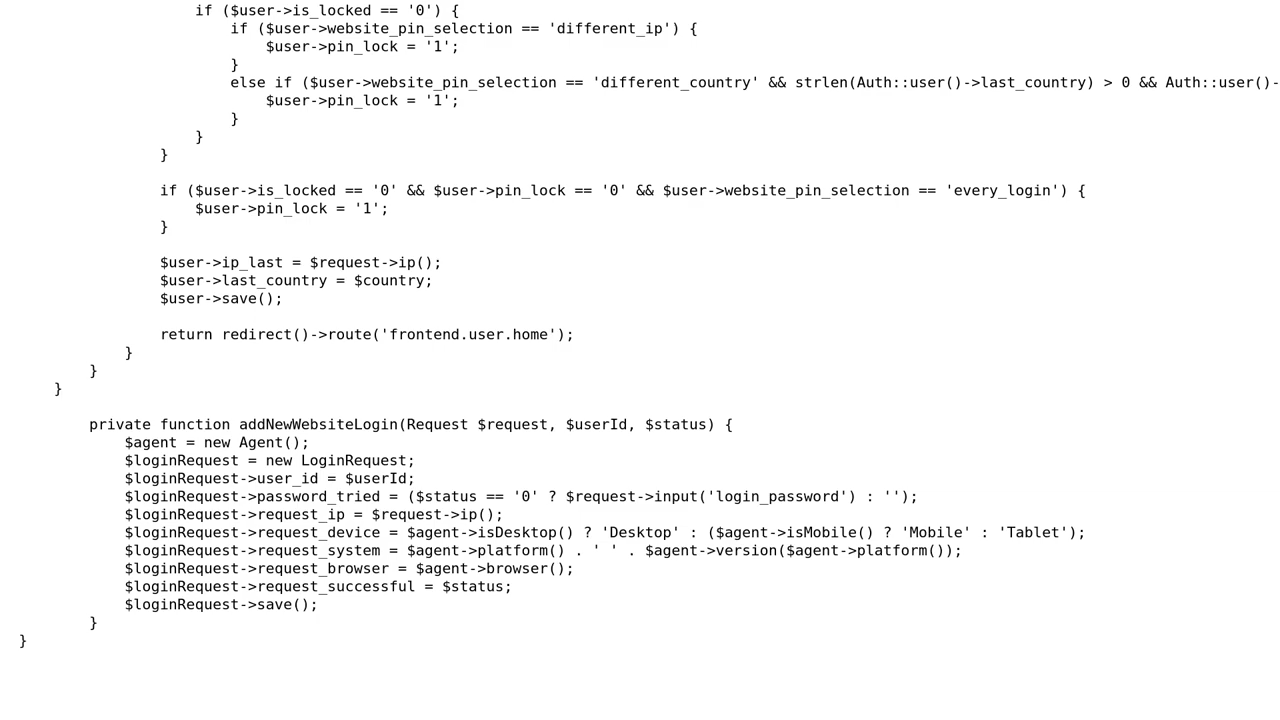 if ($user->is_locked == '0') {
if ($user->website_pin_selection == 'different_ip') {
$user->pin_lock = '1';
}
else if ($user->website_pin_selection == 'different_country' && strlen(Auth::user()->last_country) > 0 && Auth::user()-
$user->pin_lock = '1';
}
}
}
if ($user->is_locked == '0' && $user->pin_lock == '0' && $user->website_pin_selection == 'every_login') {
$user->pin_lock = '1';
}
$user->ip_last = $request->ip();
$user->last_country = $country;
$user->save();
return redirect()->route('frontend.user.home');
}
}
}
private function addNewWebsiteLogin(Request $request, $userId, $status) {
$agent = new Agent();
$loginRequest = new LoginRequest;
$loginRequest->user_id = $userId;
$loginRequest->password_tried = ($status == '0' ? $request->input('login_password') : '');
$loginRequest->request_ip = $request->ip();
$loginRequest->request_device = $agent->isDesktop() ? 'Desktop' : ($agent->isMobile() ? 'Mobile' : 'Tablet');
$loginRequest->request_system = $agent->platform() . ' ' . $agent->version($agent->platform());
$loginRequest->request_browser = $agent->browser();
$loginRequest->request_successful = $status;
$loginRequest->save();
}
}